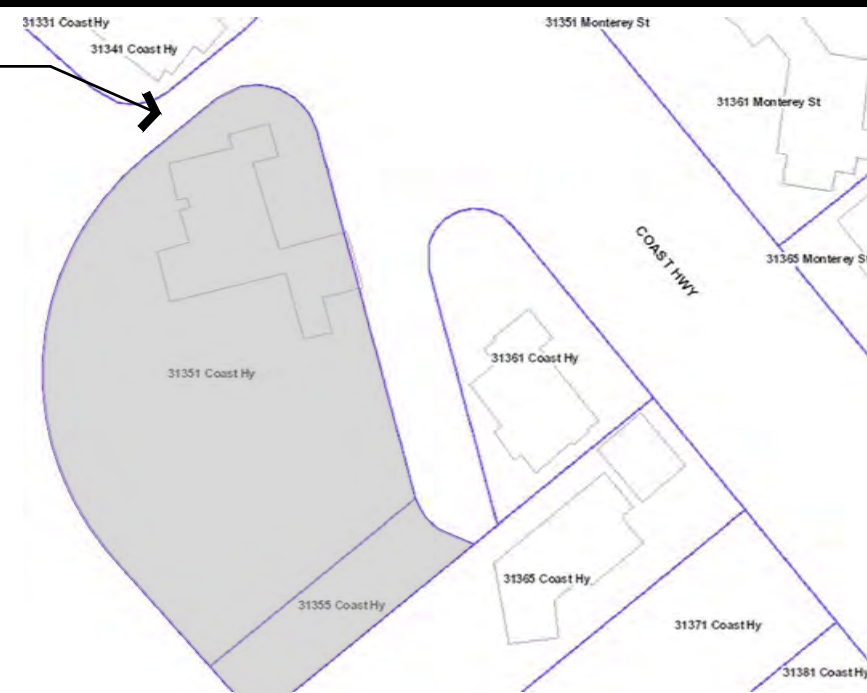 31331 Coast Hy
31351 Monterey St
31341 Coast Hy
31361 Monterey St
COAST HWY
31365 Monterey S
31361 Coast Hy
31351 Coast Hy
31365 Coast Hy
31355 Coast Hy
31371 Coast Hy
31381 Coast Hy